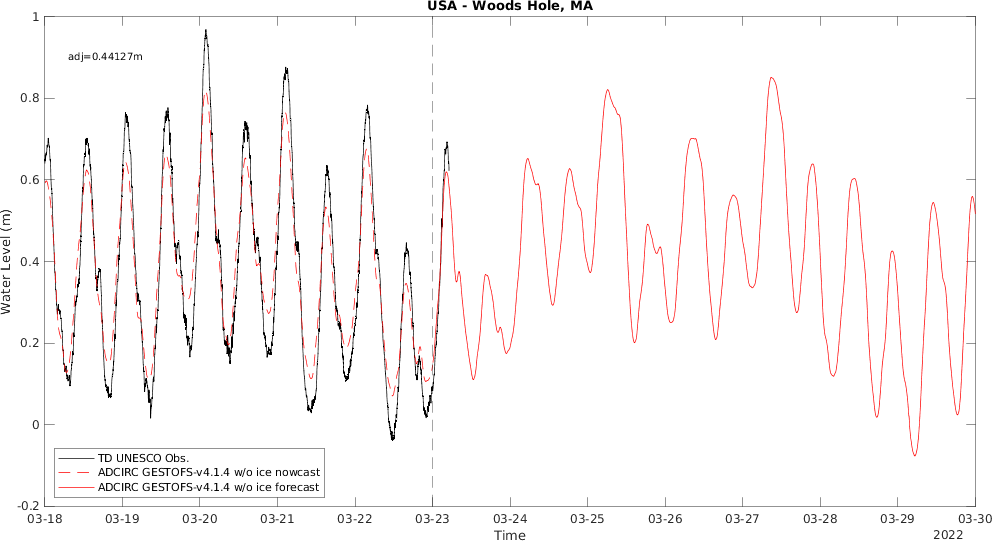 USA - Woods Hole, MA
adj=0.44127m
Water Level (m)
1
0.8
0.6
0.4
0.2
0
-0.2
TD UNESCO Obs.
ADCIRC GESTOFS-v4.1.4 w/o ice nowcast
ADCIRC GESTOFS-v4.1.4 w/o ice forecast
03-18 03-19 03-20 03-21 03-22 03-23 03-24 03-25 03-26 03-27 03-28 03-29 03-30
Time
2022